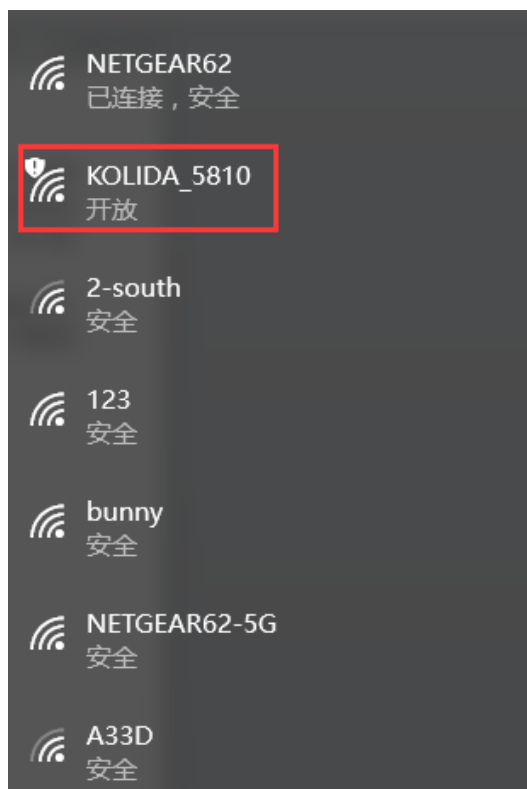 NETGEAR62
已连接，安全
KOLIDA_5810
开放
2-south
安全
123
安全
bunny
安全
NETGEAR62-5G
安全
A33D
安全